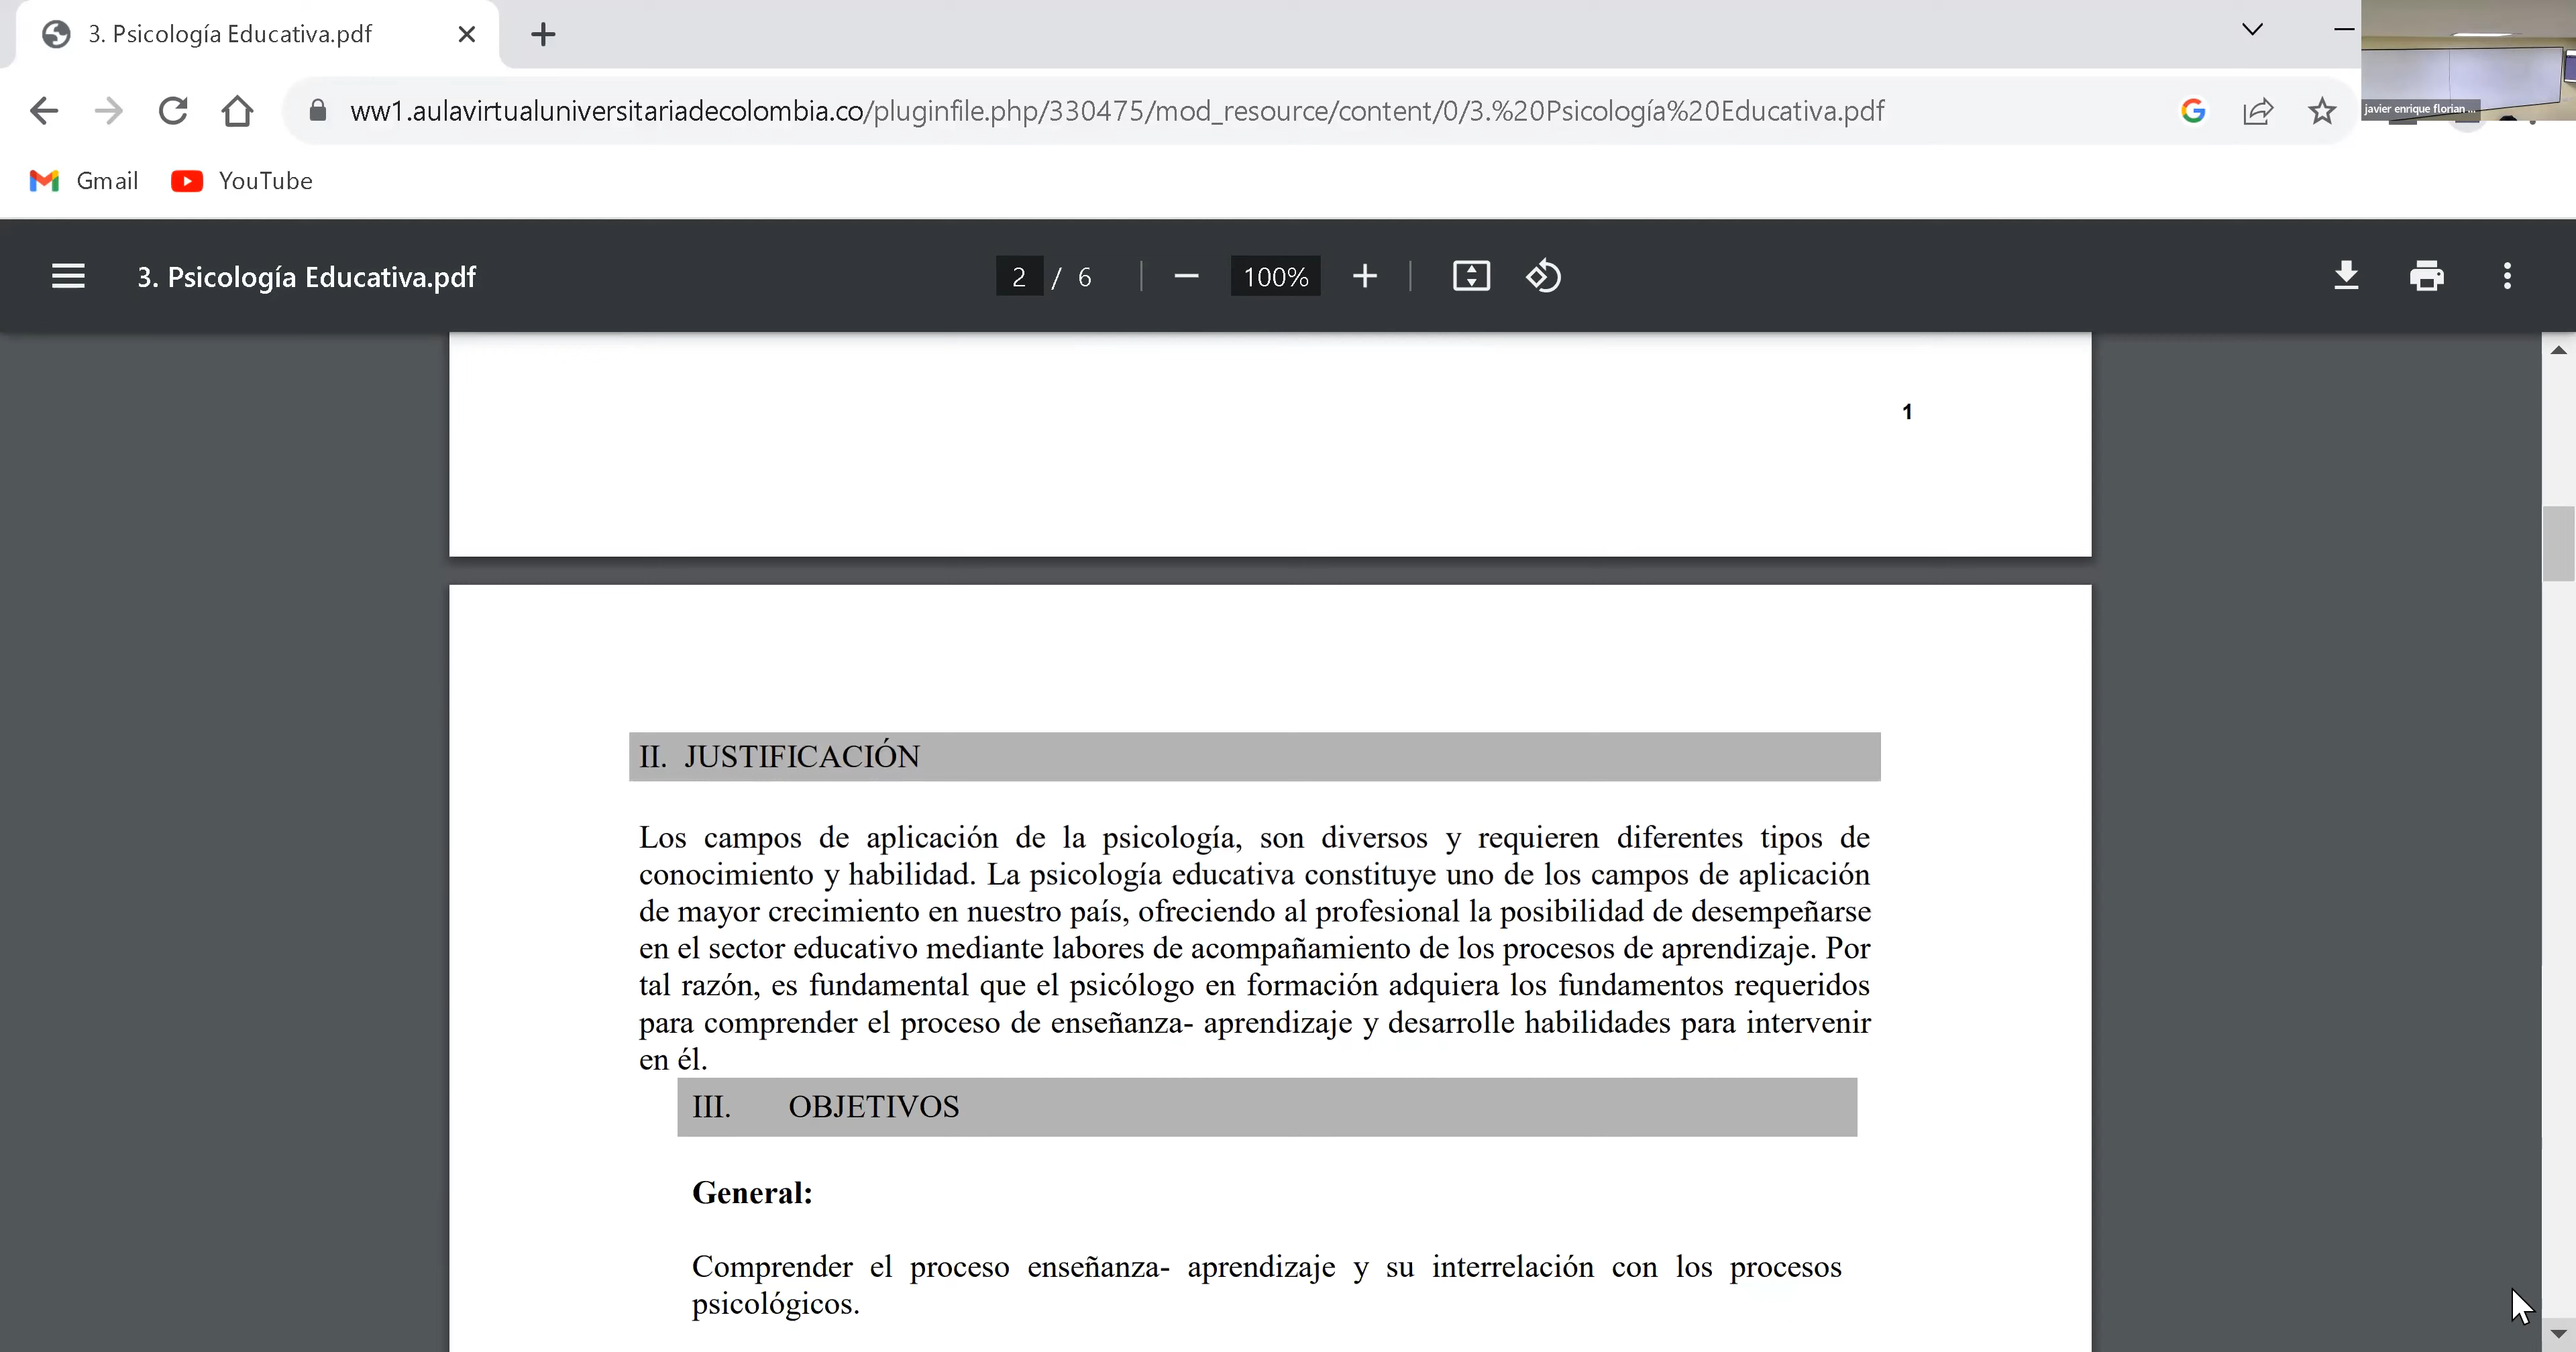 3. Psicología Educativa.pdf
ww1.aulavirtualuniversitariadecolombia.co/pluginfile.php/330475/mod_resource/content/0/3.%20Psicología%20Educativa.pdf
javier enrique florian ...
Gmail YouTube
3. Psicología Educativa.pdf 2 / 6 100%
1
II. JUSTIFICACIÓN
Los campos de aplicación de la psicología, son diversos y requieren diferentes tipos de
conocimiento y habilidad. La psicología educativa constituye uno de los campos de aplicación
de mayor crecimiento en nuestro país, ofreciendo al profesional la posibilidad de desempeñarse
en el sector educativo mediante labores de acompañamiento de los procesos de aprendizaje. Por
tal razón, es fundamental que el psicólogo en formación adquiera los fundamentos requeridos
para comprender el proceso de enseñanza- aprendizaje y desarrolle habilidades para intervenir
en él.
III. OBJETIVOS
General:
Comprender el proceso enseñanza- aprendizaje y su interrelación con los procesos
psicológicos.